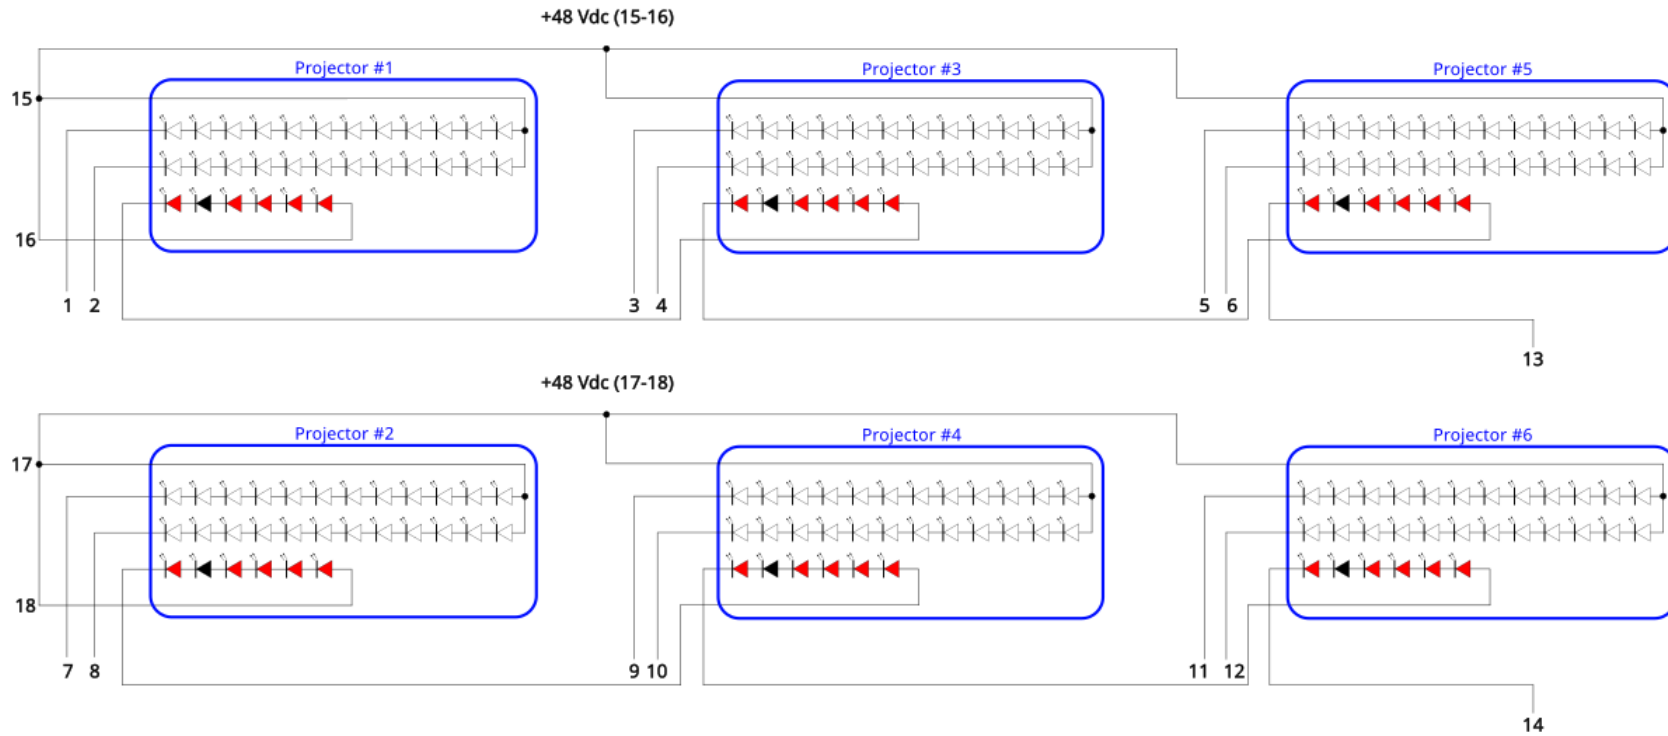 +48 Vdc (15-16)
Projector #1
Projector #3
Projector #5
15
16
1 2
3 4
5 6
13
+48 Vdc (17-18)
Projector #2
Projector #4
Projector #6
17
18
7 8
9 10
11 12
14